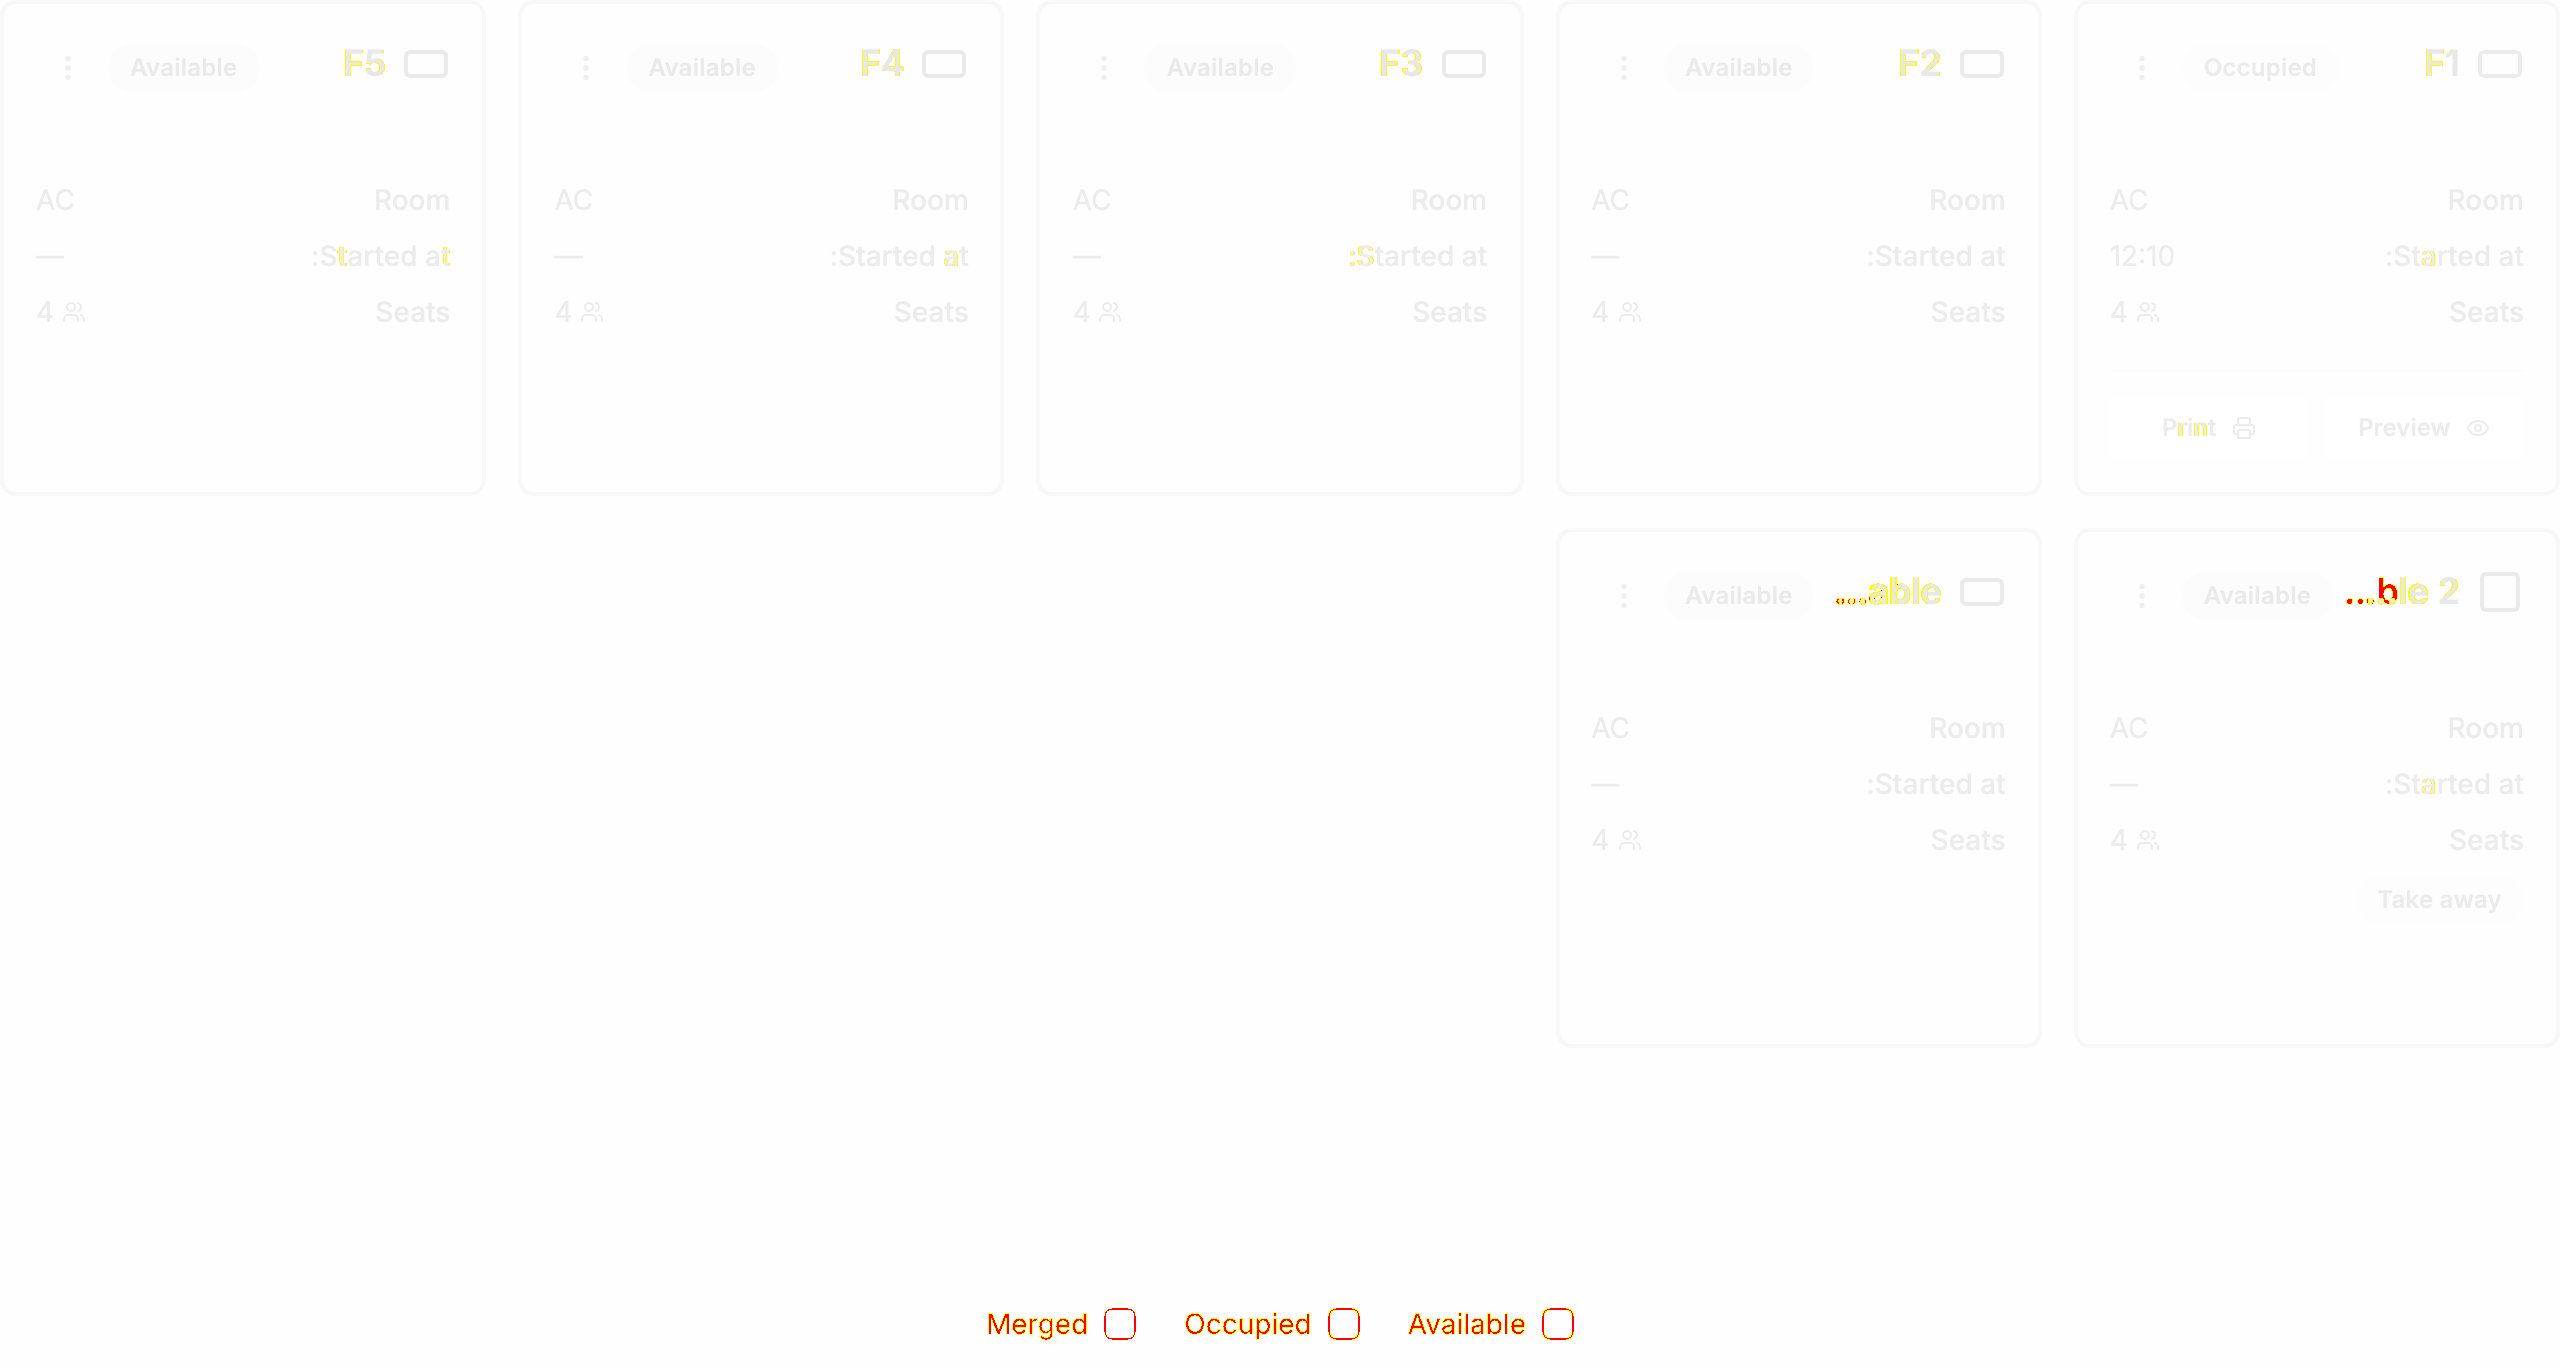 F5 Available
Room AC
Started at: —
Seats 4
F4 Available
Room AC
Started at: —
Seats 4
F3 Available
Room AC
Started at: —
Seats 4
F2 Available
Room AC
Started at: —
Seats 4
F1 Occupied
Room AC
Started at: 12:10
Seats 4
Print
Preview
...able Available
Room AC
Started at: —
Seats 4
...ble 2 Available
Room AC
Started at: —
Seats 4
Take away
Merged
Occupied
Available